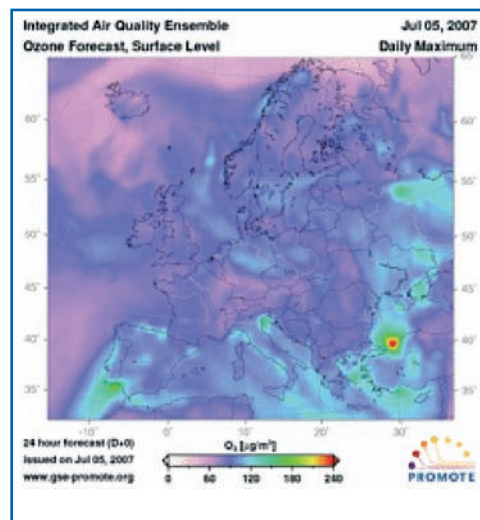 Integrated Air Quality Ensemble Jul 05, 2007
Ozone Forecast, Surface Level Daily Maximum
65°
60° 60°
55° 55°
50° 50°
45° 45°
40° 40°
35° 35°
-10° 0° 10° 20° 30°
24 hour forecast (D+0)
issued on Jul 05, 2007
www.gse-promote.org
O₃ [µg/m³]
0 60 120 180 240
PROMOTE